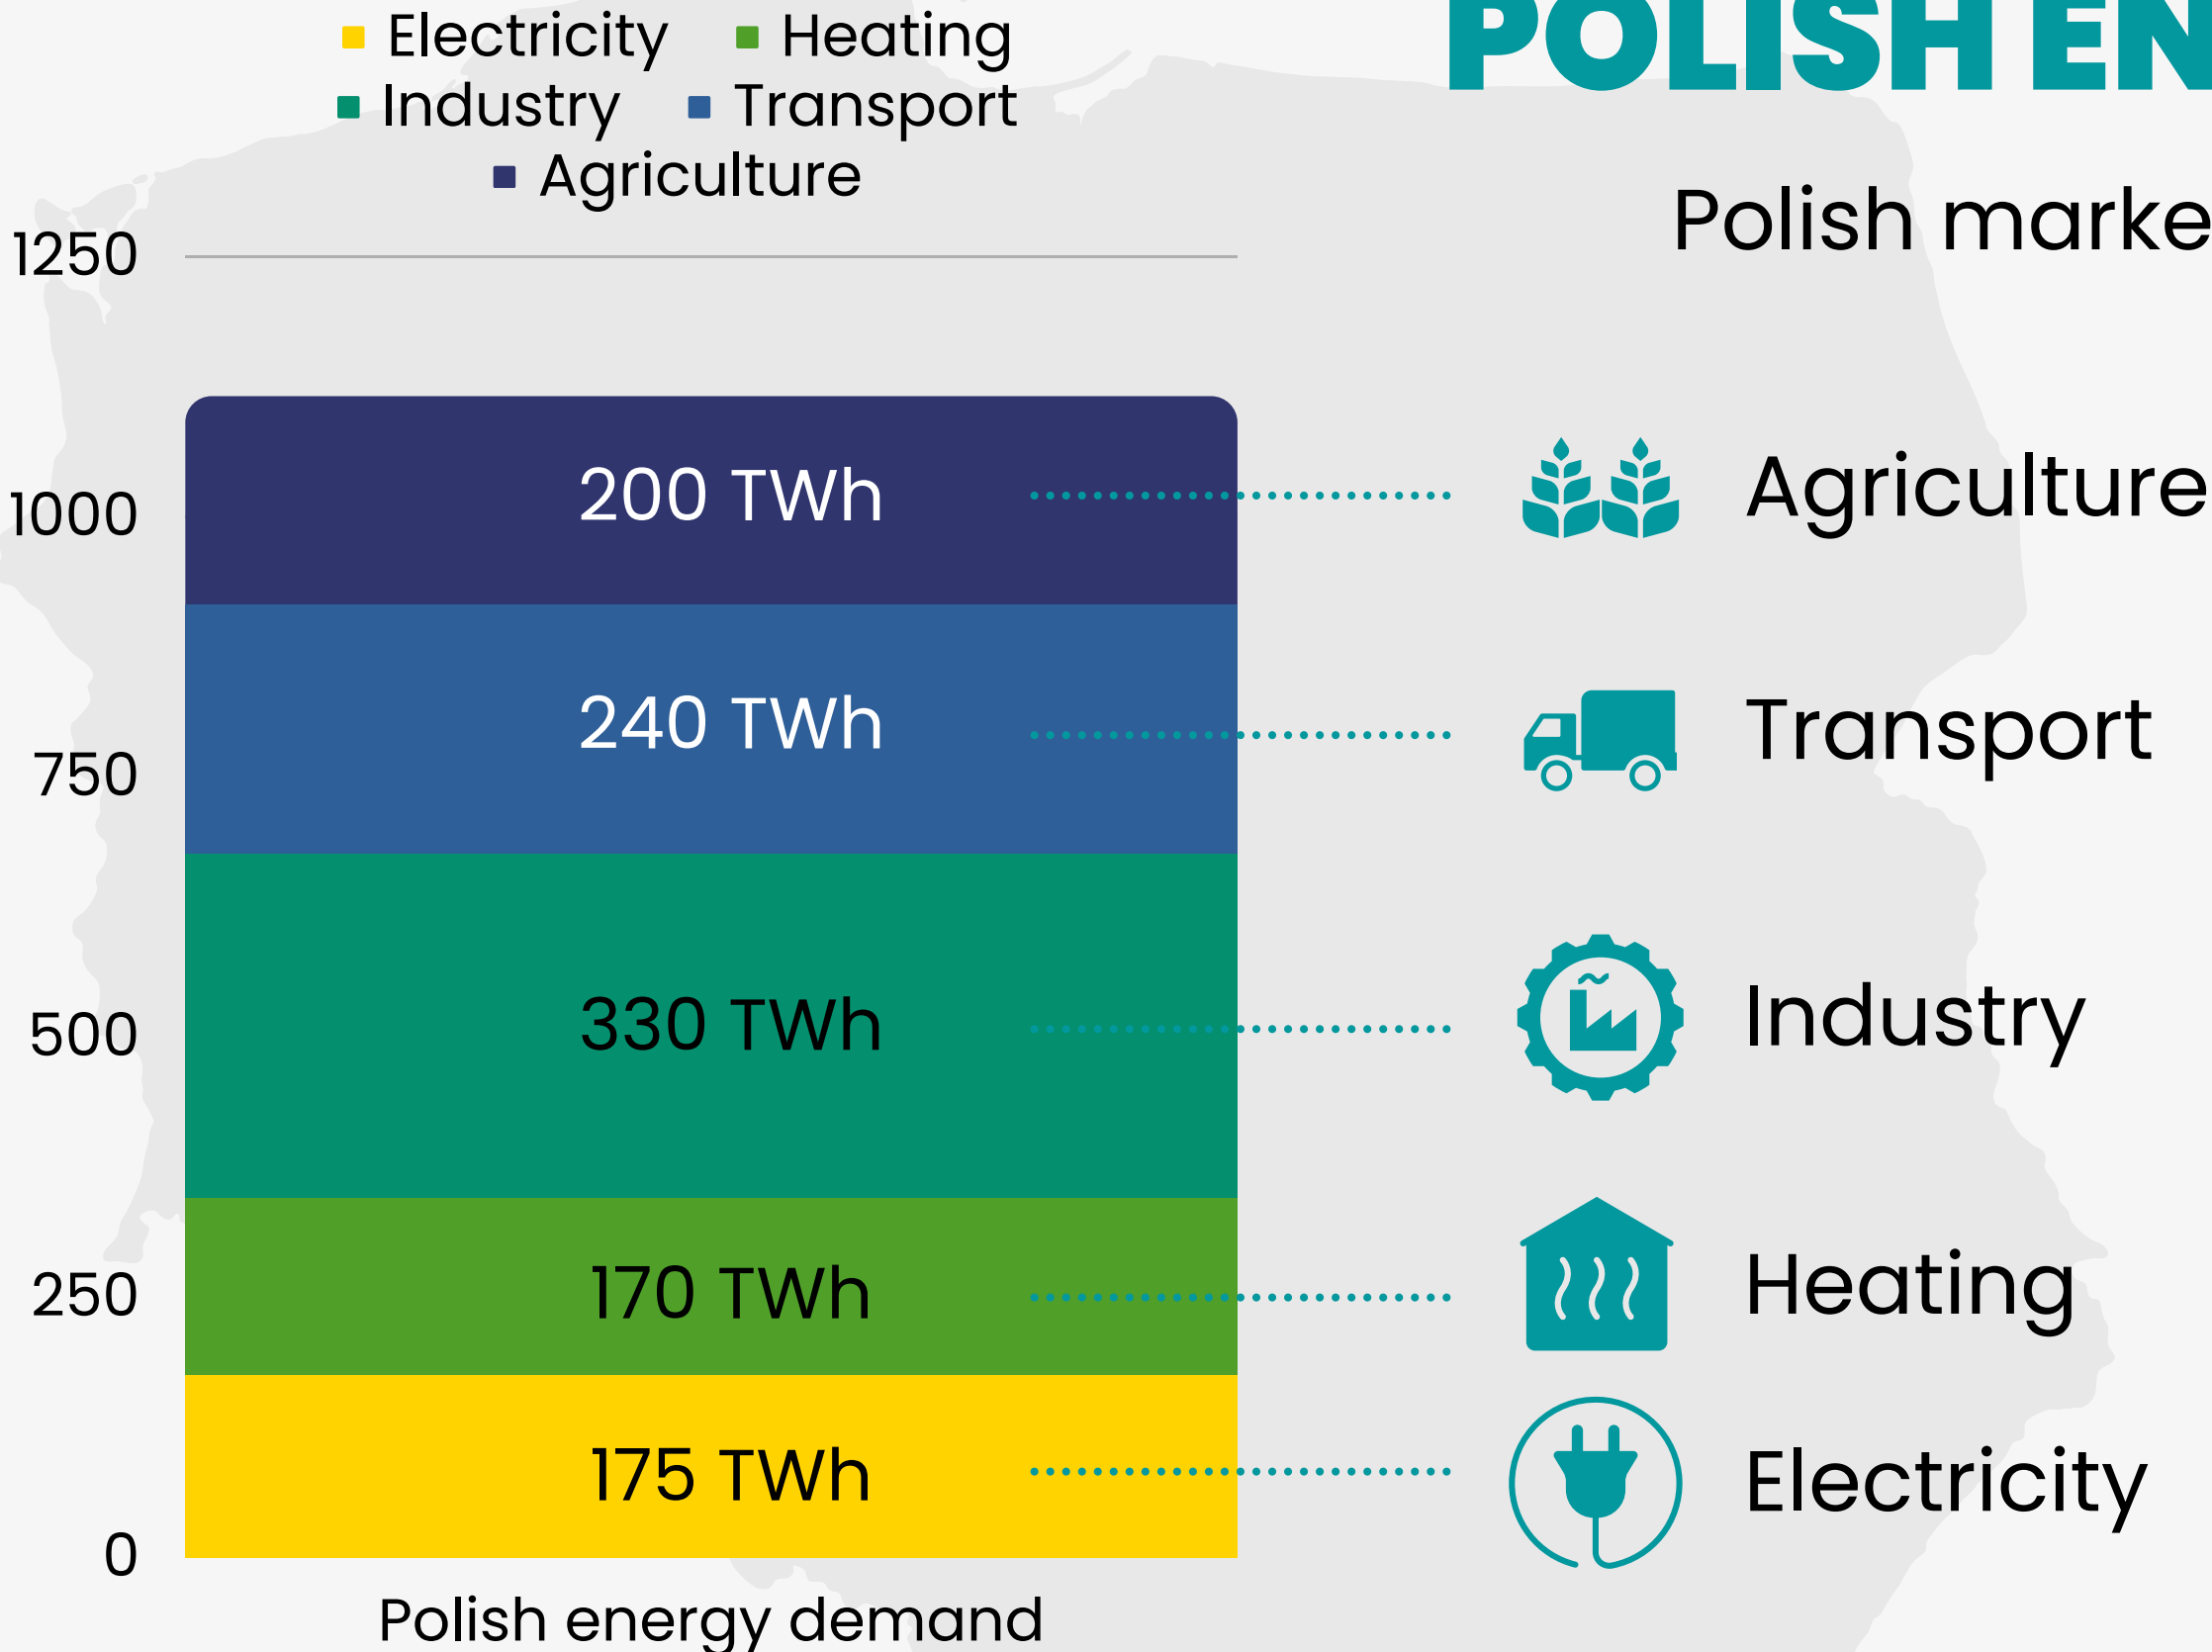 Electricity Heating
Industry Transport
Agriculture
POLISH EN
Polish marke
1250
1000
750
500
250
0
200 TWh
Agriculture
240 TWh
Transport
330 TWh
Industry
170 TWh
Heating
175 TWh
Electricity
Polish energy demand